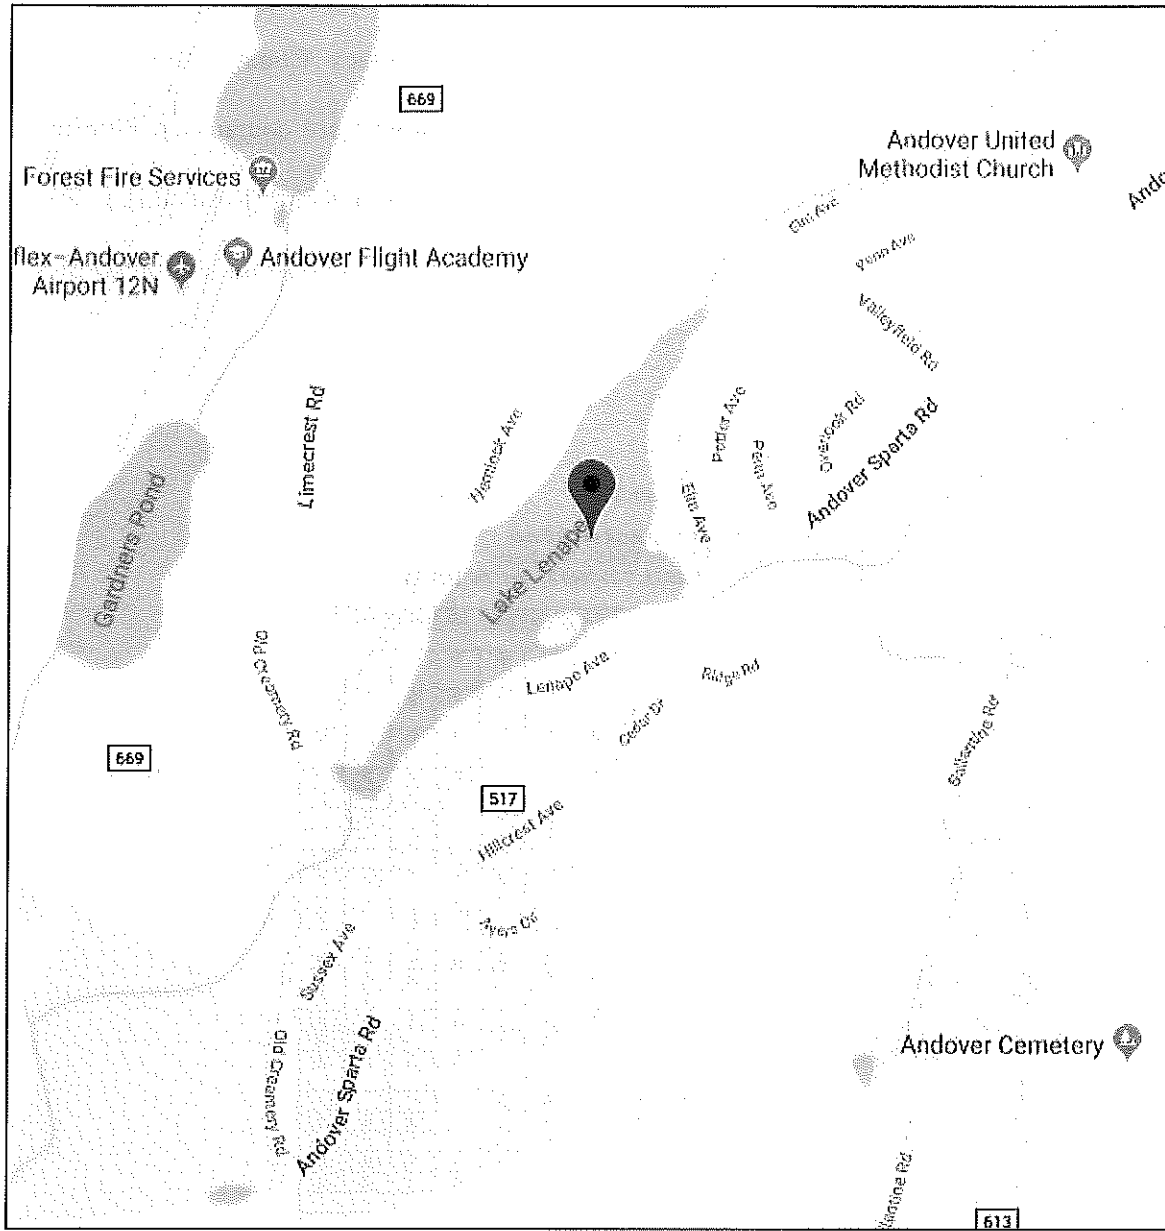 669
Andover United
Methodist Church
Forest Fire Services
Elm Ave
Penn Ave
flex-Andover
Airport 12N
Andover Flight Academy
Valleyfield Rd
Limecrest Rd
Hemlock Ave
Potter Ave
Penn Ave
Overlook Rd
Andover Sparta Rd
Elm Ave
Gardners Pond
Lake Lenape
Old Creamery Rd
Lenape Ave
Ridge Rd
Cedar Dr
669
517
Hillcrest Ave
Sussex Ave
Old Creamery Rd
Andover Sparta Rd
Andover Cemetery
613